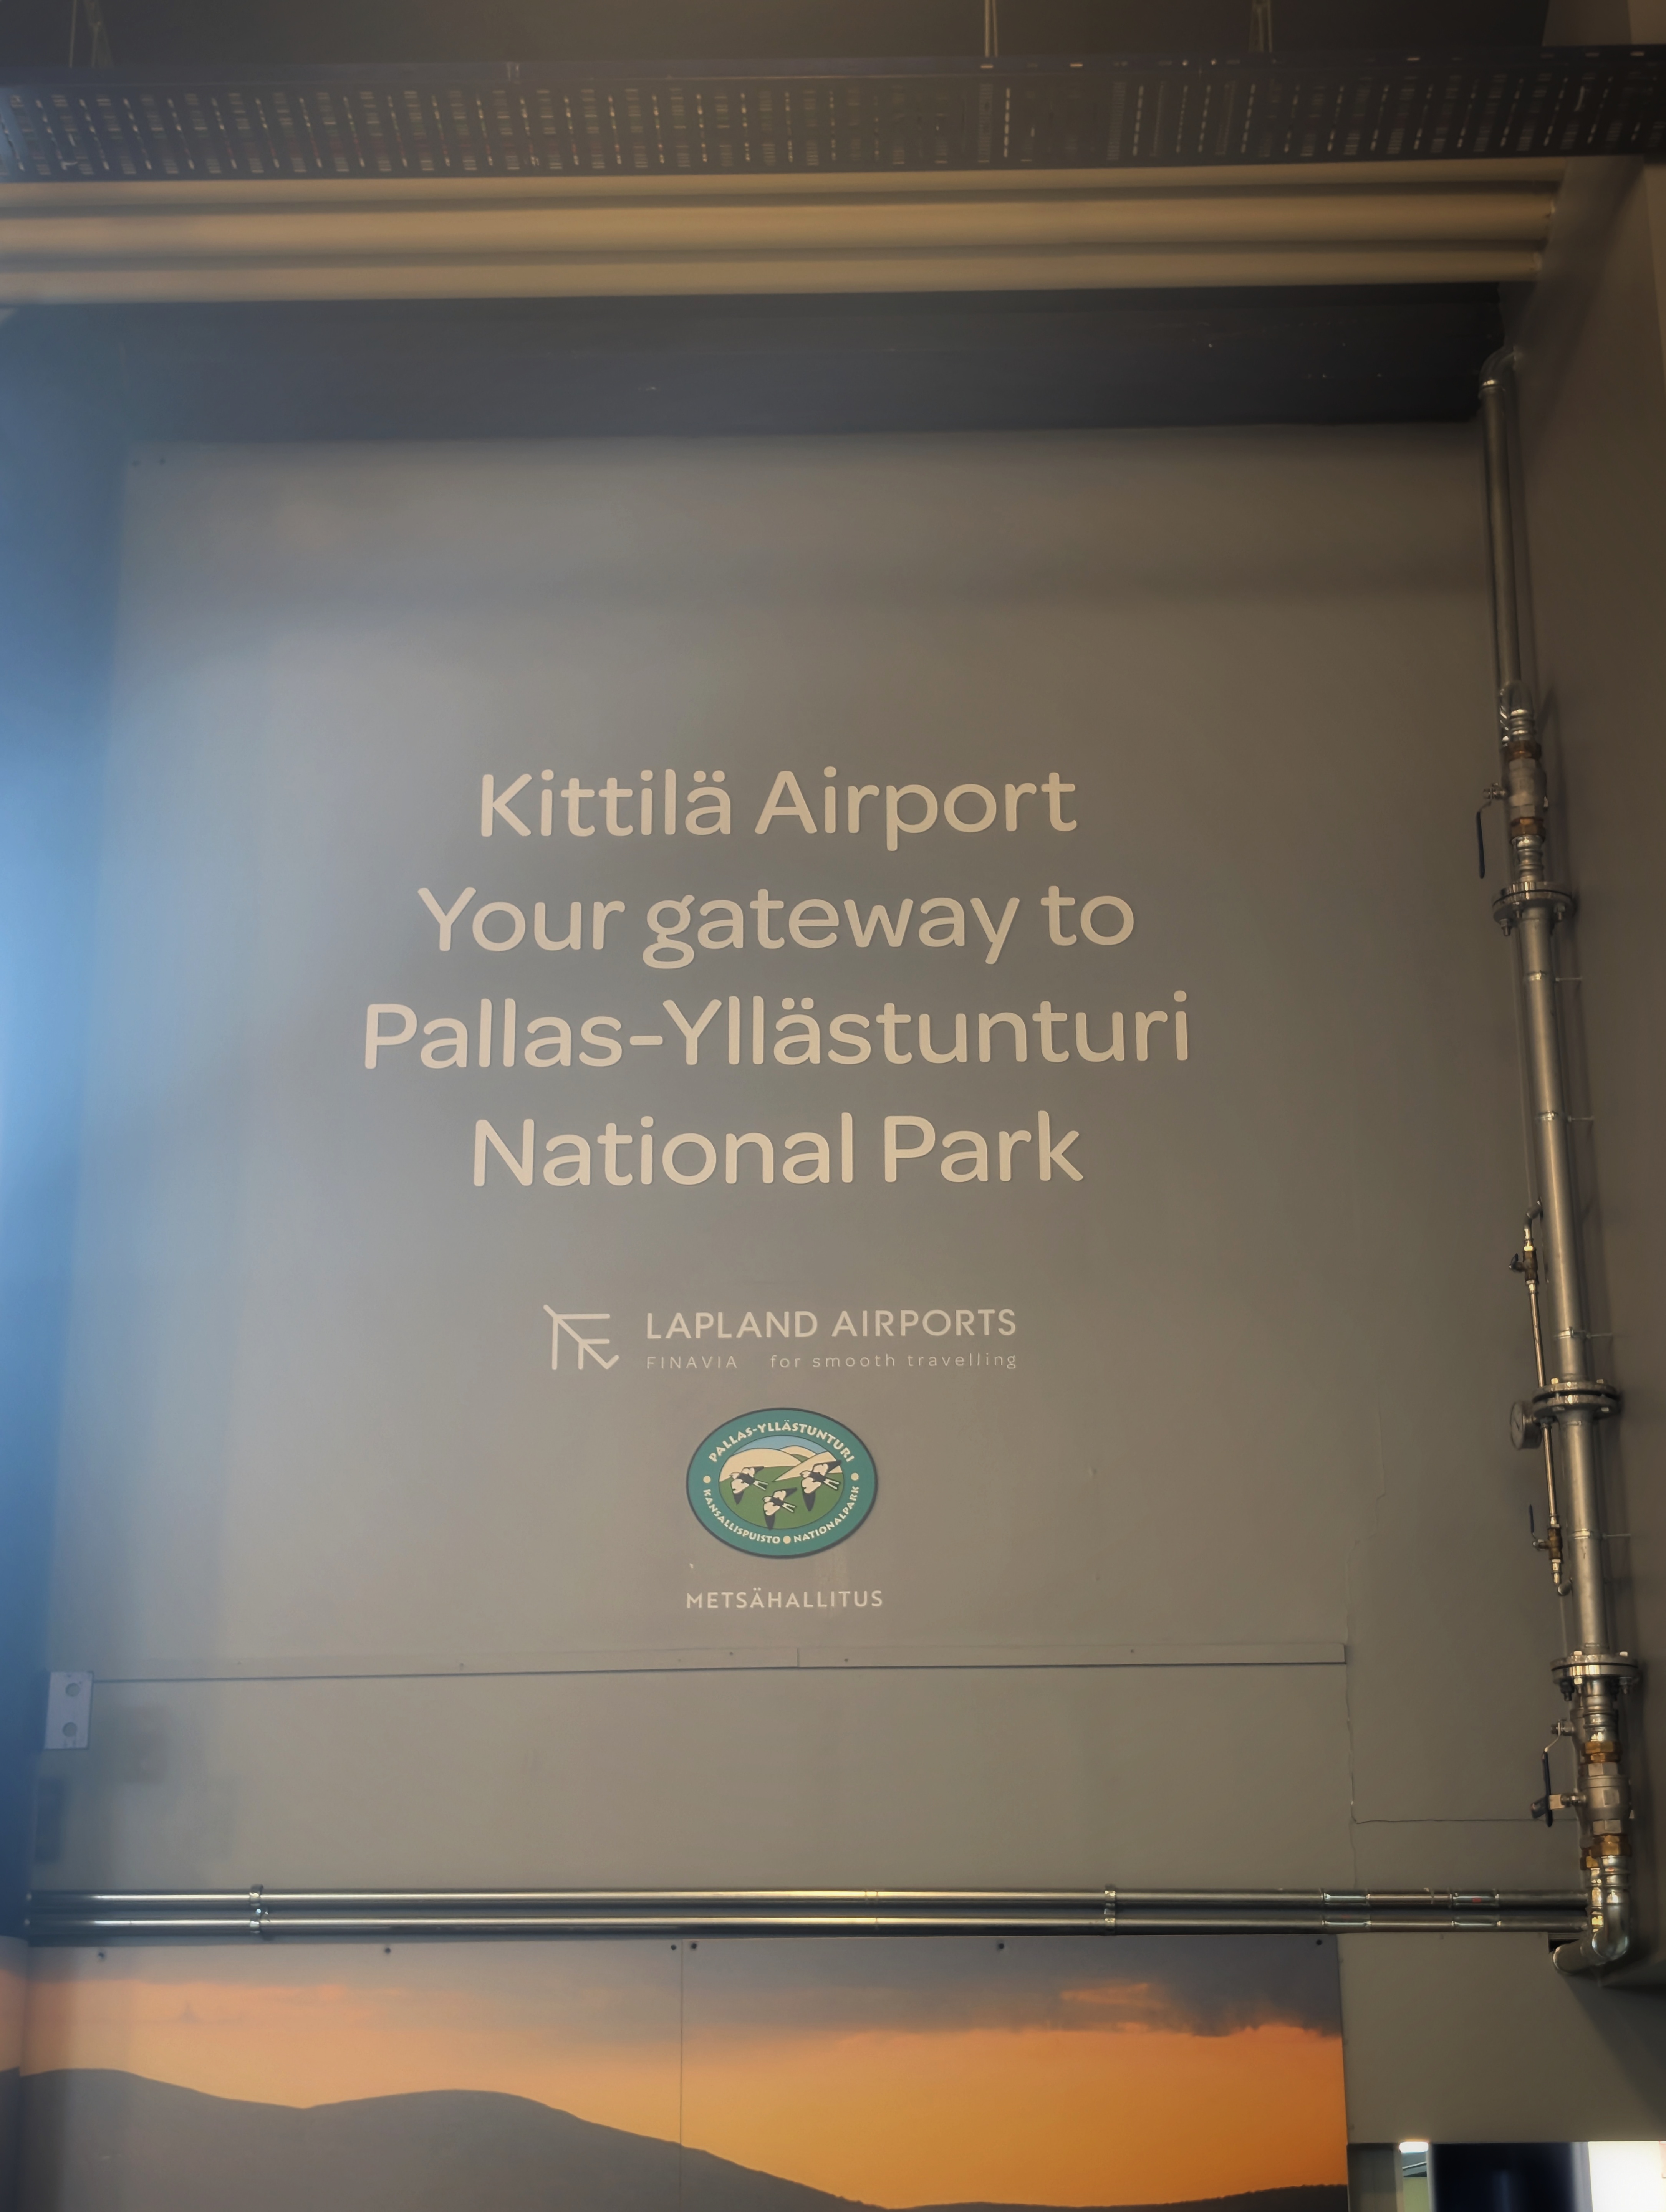 Kittilä Airport
Your gateway to
Pallas-Yllästunturi
National Park
LAPLAND AIRPORTS
FINAVIA for smooth travelling
PALLAS-YLLÄSTUNTURI
KANSALLISPUISTO • NATIONALPARK
METSÄHALLITUS